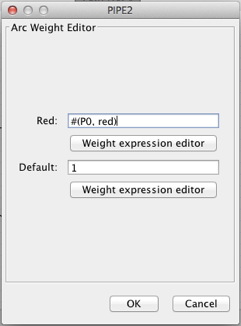 PIPE2
Arc Weight Editor
Red: #(P0, red)
Weight expression editor
Default: 1
Weight expression editor
OK Cancel